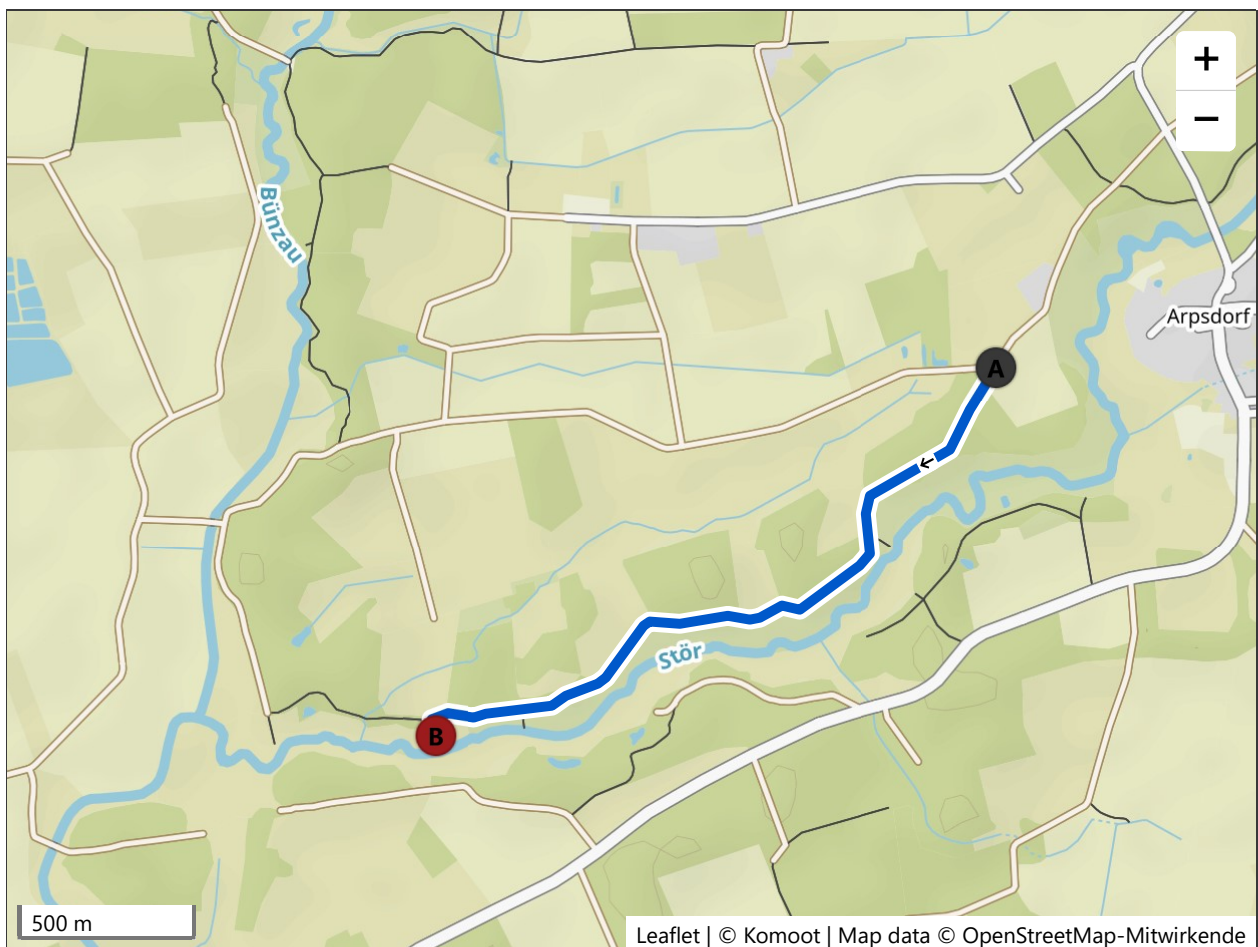 +
−
Bünzau
Arpsdorf
A
Stör
B
500 m
Leaflet | © Komoot | Map data © OpenStreetMap-Mitwirkende